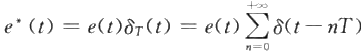 e*(t) = e(t)δ_T(t) = e(t) ∑_{n=0}^{+∞} δ(t − nT)